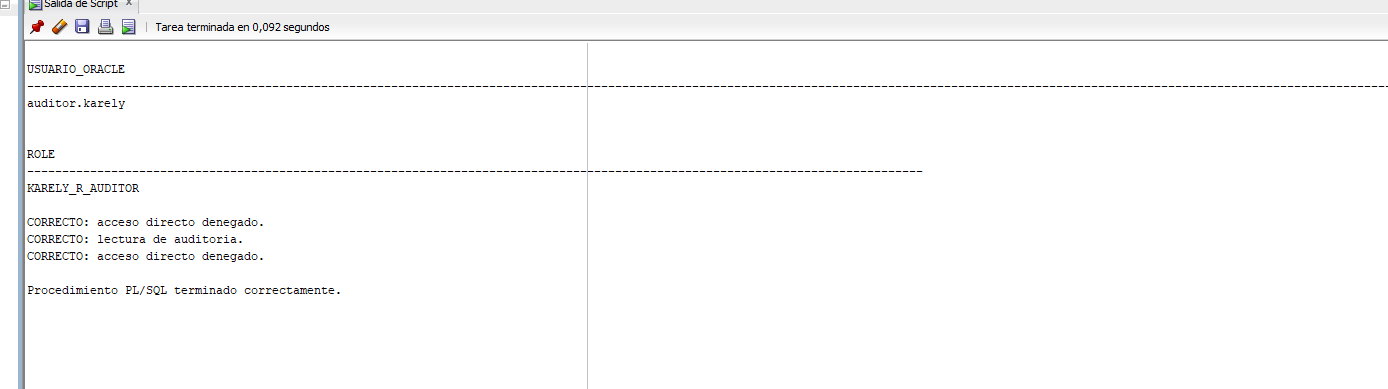 Salida de Script x
Tarea terminada en 0,092 segundos
USUARIO_ORACLE
--------------------------------------------------------------------------------------------------------------------------------------------------------------------------------------------------
auditor.karely
ROLE
--------------------------------------------------------------------------------------------------------------------------------
KARELY_R_AUDITOR
CORRECTO: acceso directo denegado.
CORRECTO: lectura de auditoria.
CORRECTO: acceso directo denegado.
Procedimiento PL/SQL terminado correctamente.